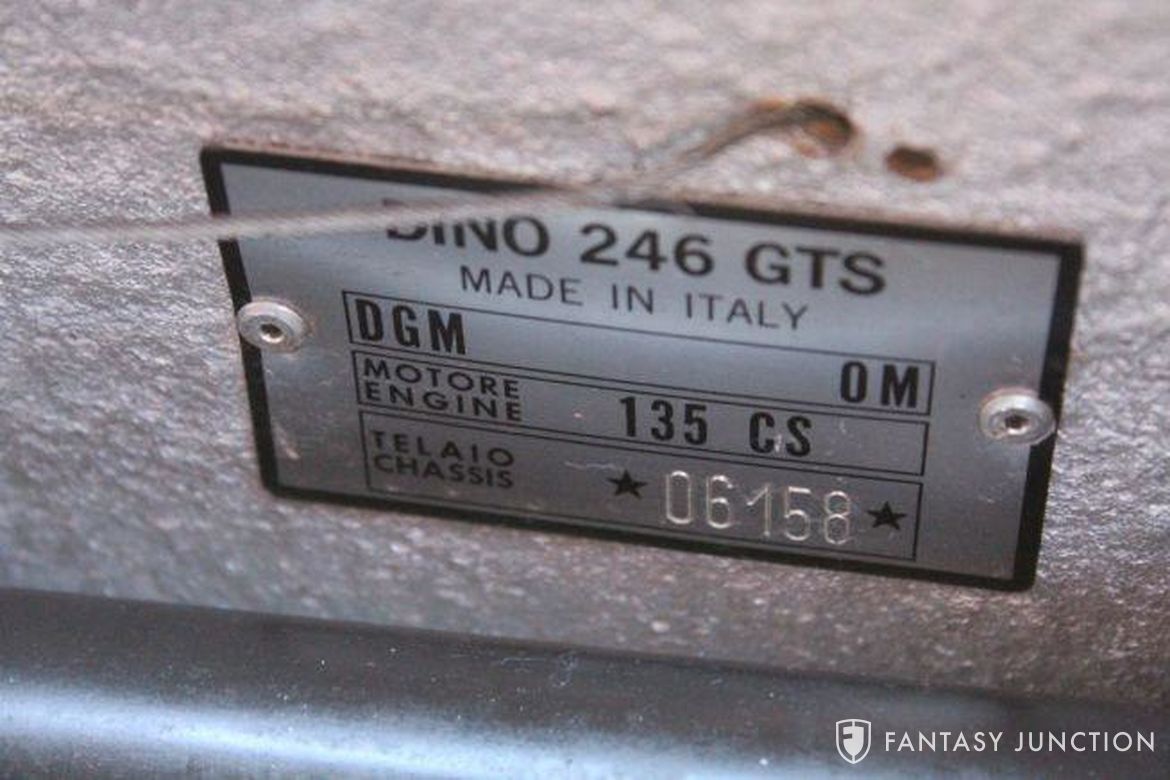 DINO 246 GTS
MADE IN ITALY
DGM OM
MOTORE
ENGINE 135 CS
TELAIO
CHASSIS ★ 06158 ★
FANTASY JUNCTION